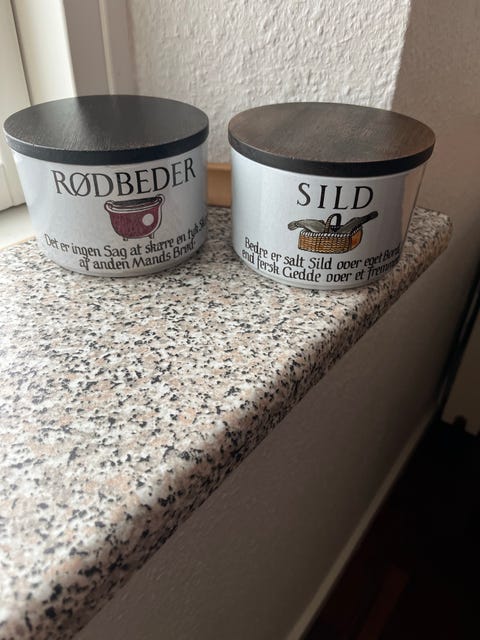 RØDBEDER
Det er ingen Sag at skære en tyk
af anden Mands Brød
SILD
Bedre er salt Sild over eget Bord
end fersk Gedde over et